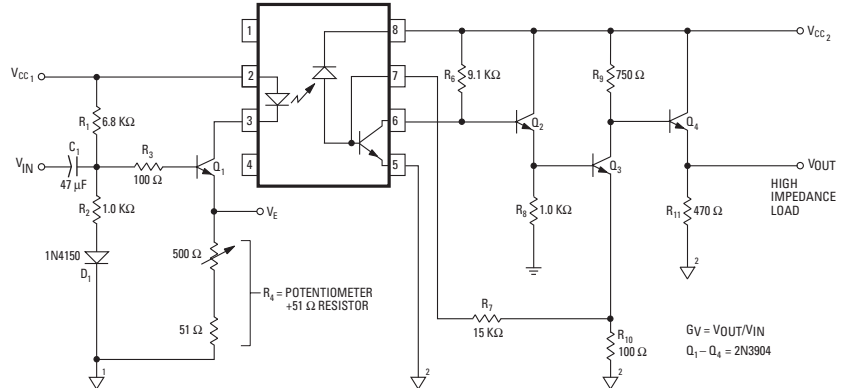 1
2
3
4
8
7
6
5
VCC1
R1 6.8 KΩ
VIN
C1
47 µF
R3
100 Ω
Q1
R2 1.0 KΩ
1N4150
D1
VE
500 Ω
51 Ω
R4 = POTENTIOMETER
+51 Ω RESISTOR
1
2
R6 9.1 KΩ
Q2
R8 1.0 KΩ
R9 750 Ω
Q3
Q4
VCC2
VOUT
HIGH
IMPEDANCE
LOAD
R11 470 Ω
2
R7
15 KΩ
R10
100 Ω
2
GV = VOUT/VIN
Q1 – Q4 = 2N3904